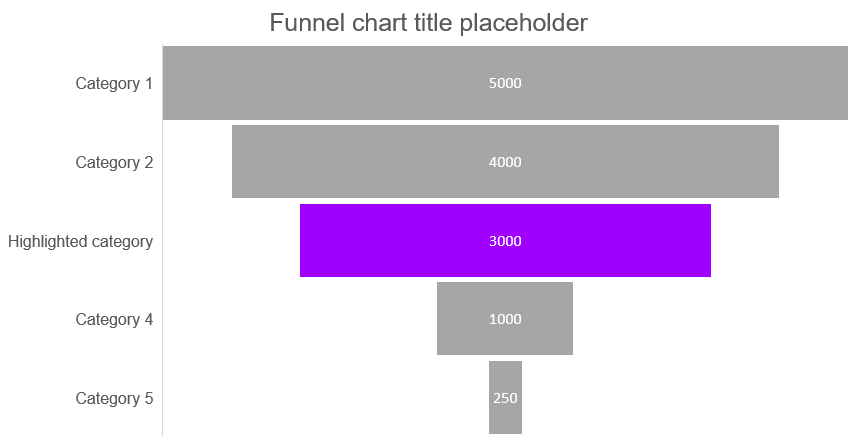 Funnel chart title placeholder
Category 1
5000
Category 2
4000
Highlighted category
3000
Category 4
1000
Category 5
250